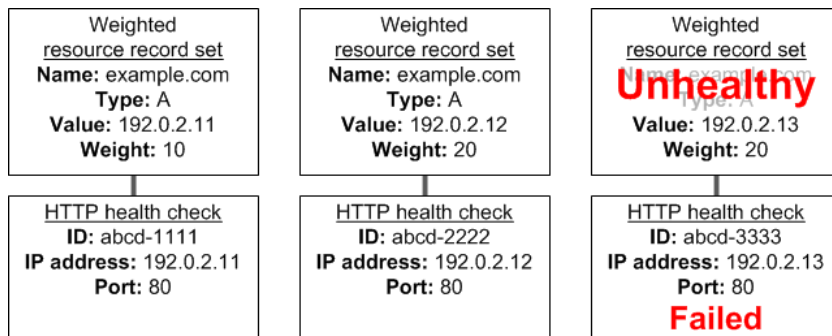 Weighted
resource record set
Name: example.com
Type: A
Value: 192.0.2.11
Weight: 10
HTTP health check
ID: abcd-1111
IP address: 192.0.2.11
Port: 80
Weighted
resource record set
Name: example.com
Type: A
Value: 192.0.2.12
Weight: 20
HTTP health check
ID: abcd-2222
IP address: 192.0.2.12
Port: 80
Weighted
resource record set
Name: example.com
Unhealthy
Type: A
Value: 192.0.2.13
Weight: 20
HTTP health check
ID: abcd-3333
IP address: 192.0.2.13
Port: 80
Failed